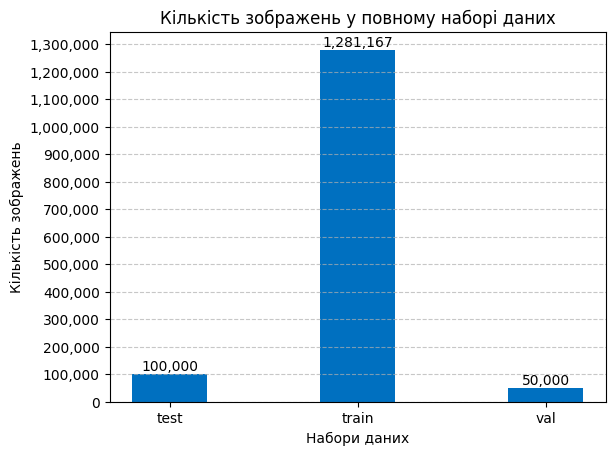 Кількість зображень у повному наборі даних
Кількість зображень
1,300,000
1,200,000
1,100,000
1,000,000
900,000
800,000
700,000
600,000
500,000
400,000
300,000
200,000
100,000
0
100,000
1,281,167
50,000
test
train
val
Набори даних